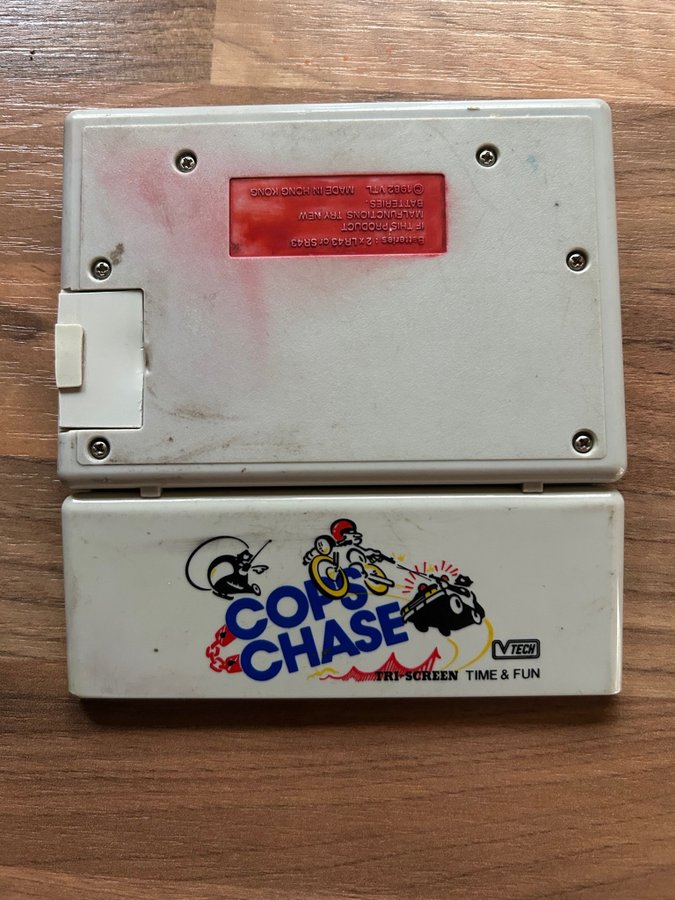 Batteries : 2 x LR43 or SR43
IF THIS PRODUCT
MALFUNCTIONS TRY NEW
BATTERIES.
©1982 VTL MADE IN HONG KONG
COPS
CHASE
VTECH
TRI-SCREEN TIME & FUN